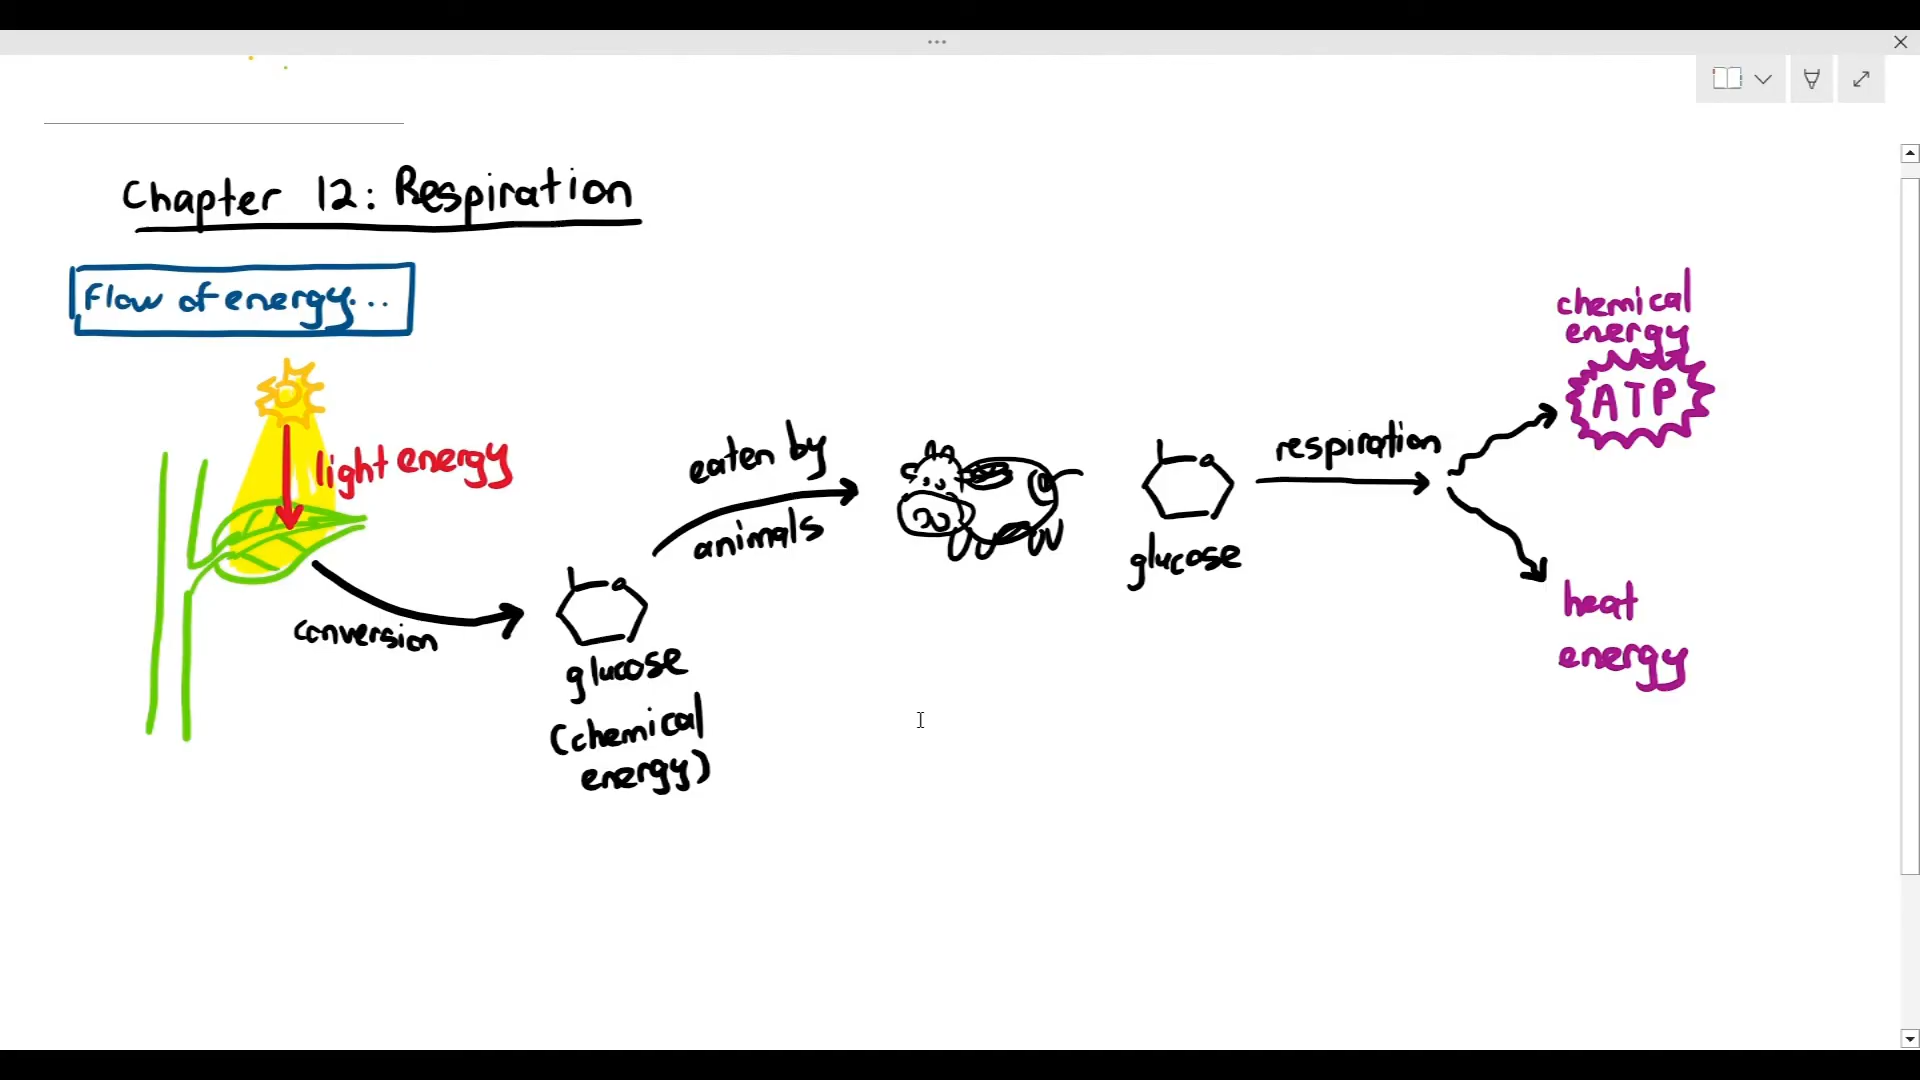 Chapter 12: Respiration
Flow of energy...
light energy
conversion
glucose
(chemical
energy)
eaten by
animals
glucose
respiration
chemical
energy
ATP
heat
energy